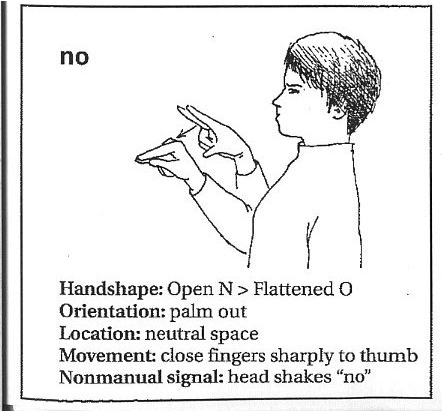 no
Handshape: Open N > Flattened O
Orientation: palm out
Location: neutral space
Movement: close fingers sharply to thumb
Nonmanual signal: head shakes “no”